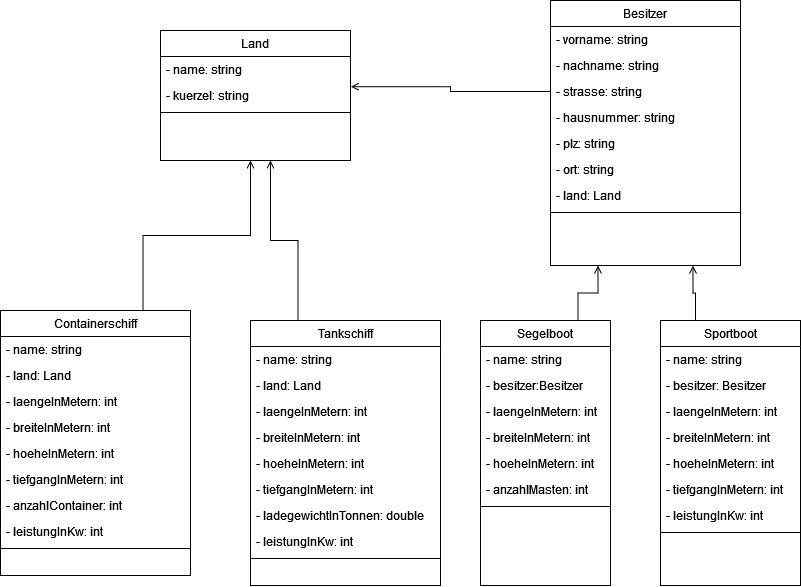 Land
- name: string
- kuerzel: string
Besitzer
- vorname: string
- nachname: string
- strasse: string
- hausnummer: string
- plz: string
- ort: string
- land: Land
Containerschiff
- name: string
- land: Land
- laengeInMetern: int
- breiteInMetern: int
- hoeheInMetern: int
- tiefgangInMetern: int
- anzahlContainer: int
- leistungInKw: int
Tankschiff
- name: string
- land: Land
- laengeInMetern: int
- breiteInMetern: int
- hoeheInMetern: int
- tiefgangInMetern: int
- ladegewichtInTonnen: double
- leistungInKw: int
Segelboot
- name: string
- besitzer:Besitzer
- laengeInMetern: int
- breiteInMetern: int
- hoeheInMetern: int
- anzahlMasten: int
Sportboot
- name: string
- besitzer: Besitzer
- laengeInMetern: int
- breiteInMetern: int
- hoeheInMetern: int
- tiefgangInMetern: int
- leistungInKw: int